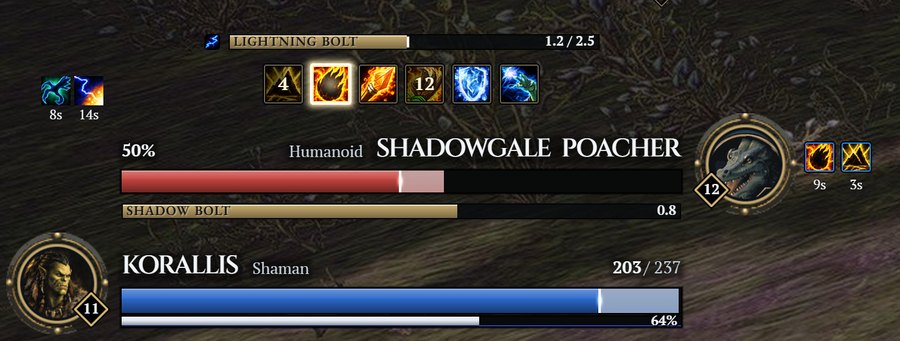 LIGHTNING BOLT 1.2 / 2.5
4 12
8s 14s
50% Humanoid SHADOWGALE POACHER
12
9s 3s
SHADOW BOLT 0.8
KORALLIS Shaman 203 / 237
11
64%